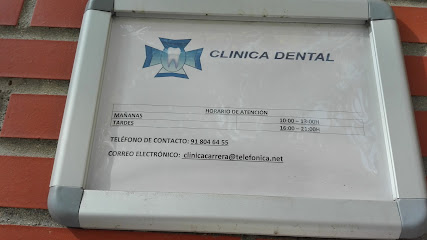 CLINICA DENTAL
HORARIO DE ATENCIÓN
MAÑANAS 10:00 – 13:00H
TARDES 16:00 – 21:00H
TELÉFONO DE CONTACTO: 91 804 64 55
CORREO ELECTRÓNICO: clinicacarrera@telefonica.net